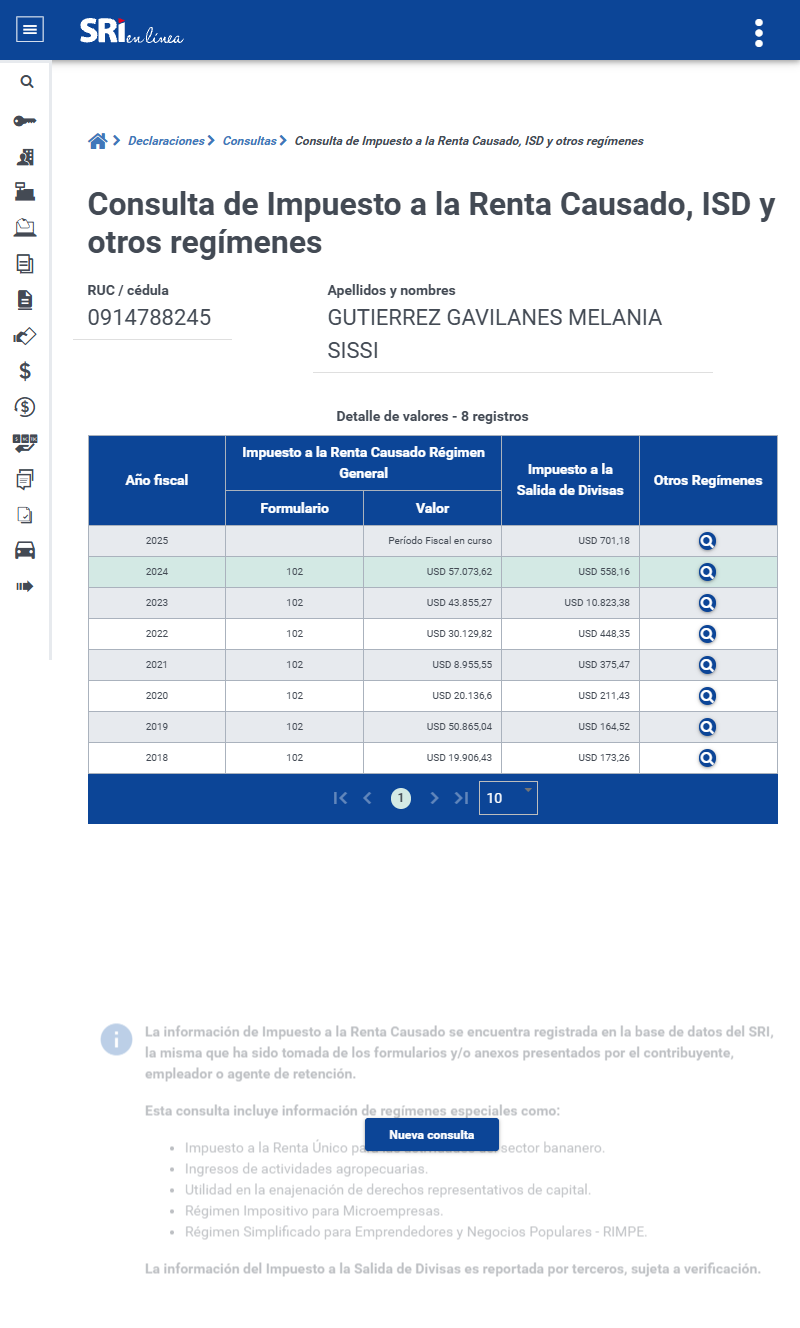 SRi en línea
Declaraciones Consultas Consulta de Impuesto a la Renta Causado, ISD y otros regímenes
Consulta de Impuesto a la Renta Causado, ISD y
otros regímenes
RUC / cédula Apellidos y nombres
0914788245 GUTIERREZ GAVILANES MELANIA
SISSI
Detalle de valores - 8 registros
Año fiscal Impuesto a la Renta Causado Régimen General Impuesto a la Salida de Divisas Otros Regímenes
Formulario Valor
2025 Período Fiscal en curso USD 701,18
2024 102 USD 57.073,62 USD 558,16
2023 102 USD 43.855,27 USD 10.823,38
2022 102 USD 30.129,82 USD 448,35
2021 102 USD 8.955,55 USD 375,47
2020 102 USD 20.136,6 USD 211,43
2019 102 USD 50.865,04 USD 164,52
2018 102 USD 19.906,43 USD 173,26
1 10
La información de Impuesto a la Renta Causado se encuentra registrada en la base de datos del SRI,
la misma que ha sido tomada de los formularios y/o anexos presentados por el contribuyente,
empleador o agente de retención.
Esta consulta incluye información de regímenes especiales como:
Nueva consulta
Impuesto a la Renta Único sector bananero.
Ingresos de actividades agropecuarias.
Utilidad en la enajenación de derechos representativos de capital.
Régimen Impositivo para Microempresas.
Régimen Simplificado para Emprendedores y Negocios Populares - RIMPE.
La información del Impuesto a la Salida de Divisas es reportada por terceros, sujeta a verificación.